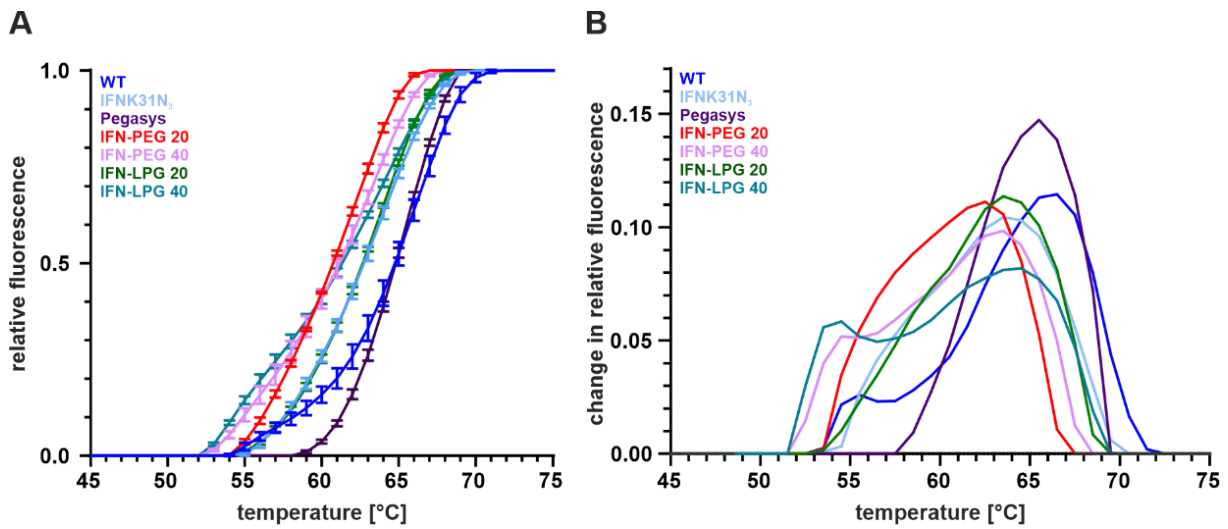 A
relative fluorescence
1.0
0.5
0.0
WT
IFNK31N₃
Pegasys
IFN-PEG 20
IFN-PEG 40
IFN-LPG 20
IFN-LPG 40
45 50 55 60 65 70 75
temperature [°C]
B
change in relative fluorescence
0.15
0.10
0.05
0.00
WT
IFNK31N₃
Pegasys
IFN-PEG 20
IFN-PEG 40
IFN-LPG 20
IFN-LPG 40
45 50 55 60 65 70 75
temperature [°C]